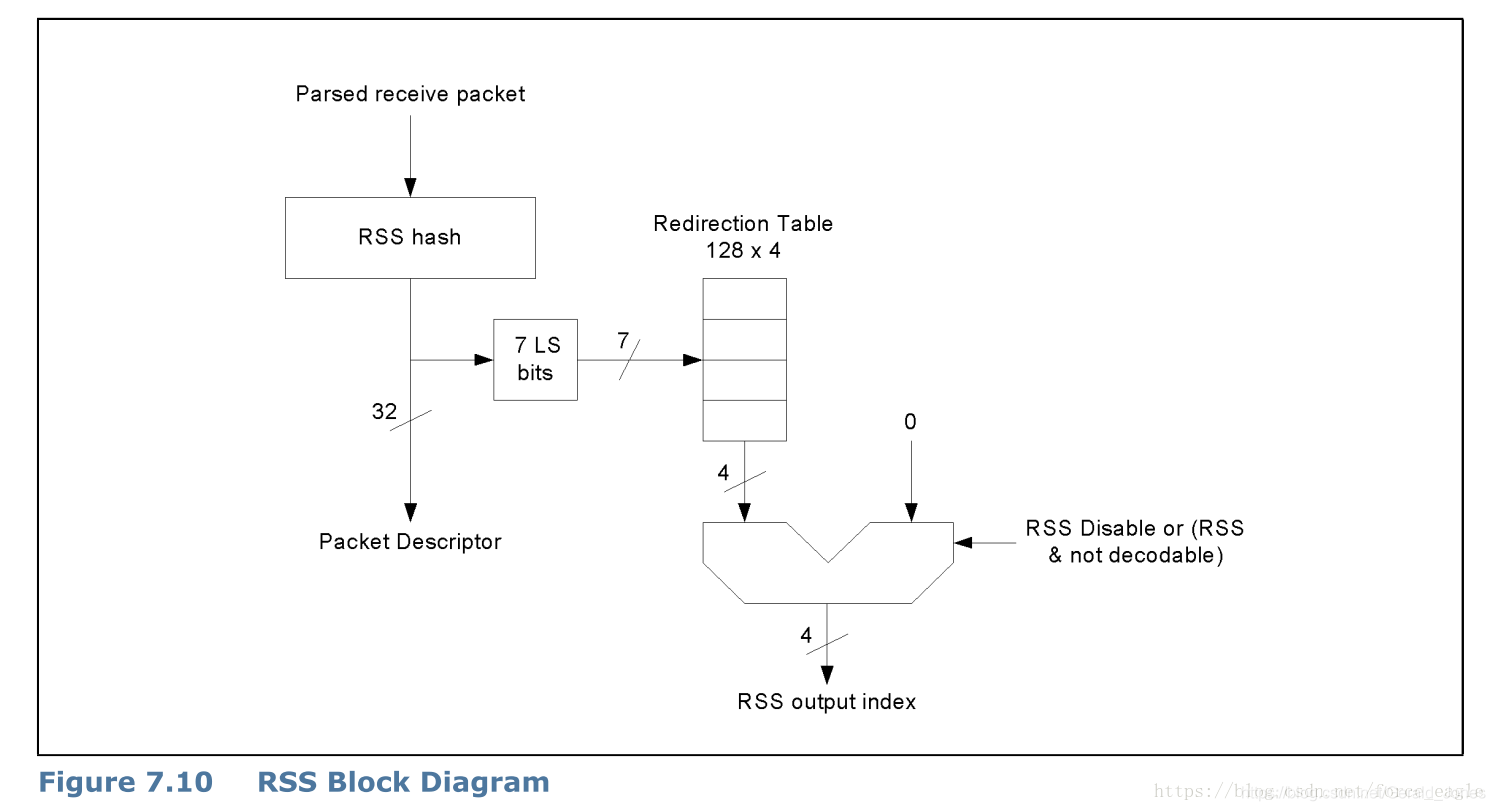 Parsed receive packet
RSS hash
Redirection Table
128 x 4
7 LS
bits
7
32
0
4
Packet Descriptor
RSS Disable or (RSS
& not decodable)
4
RSS output index
Figure 7.10 RSS Block Diagram
https://blog.csdn.net/force_eagle